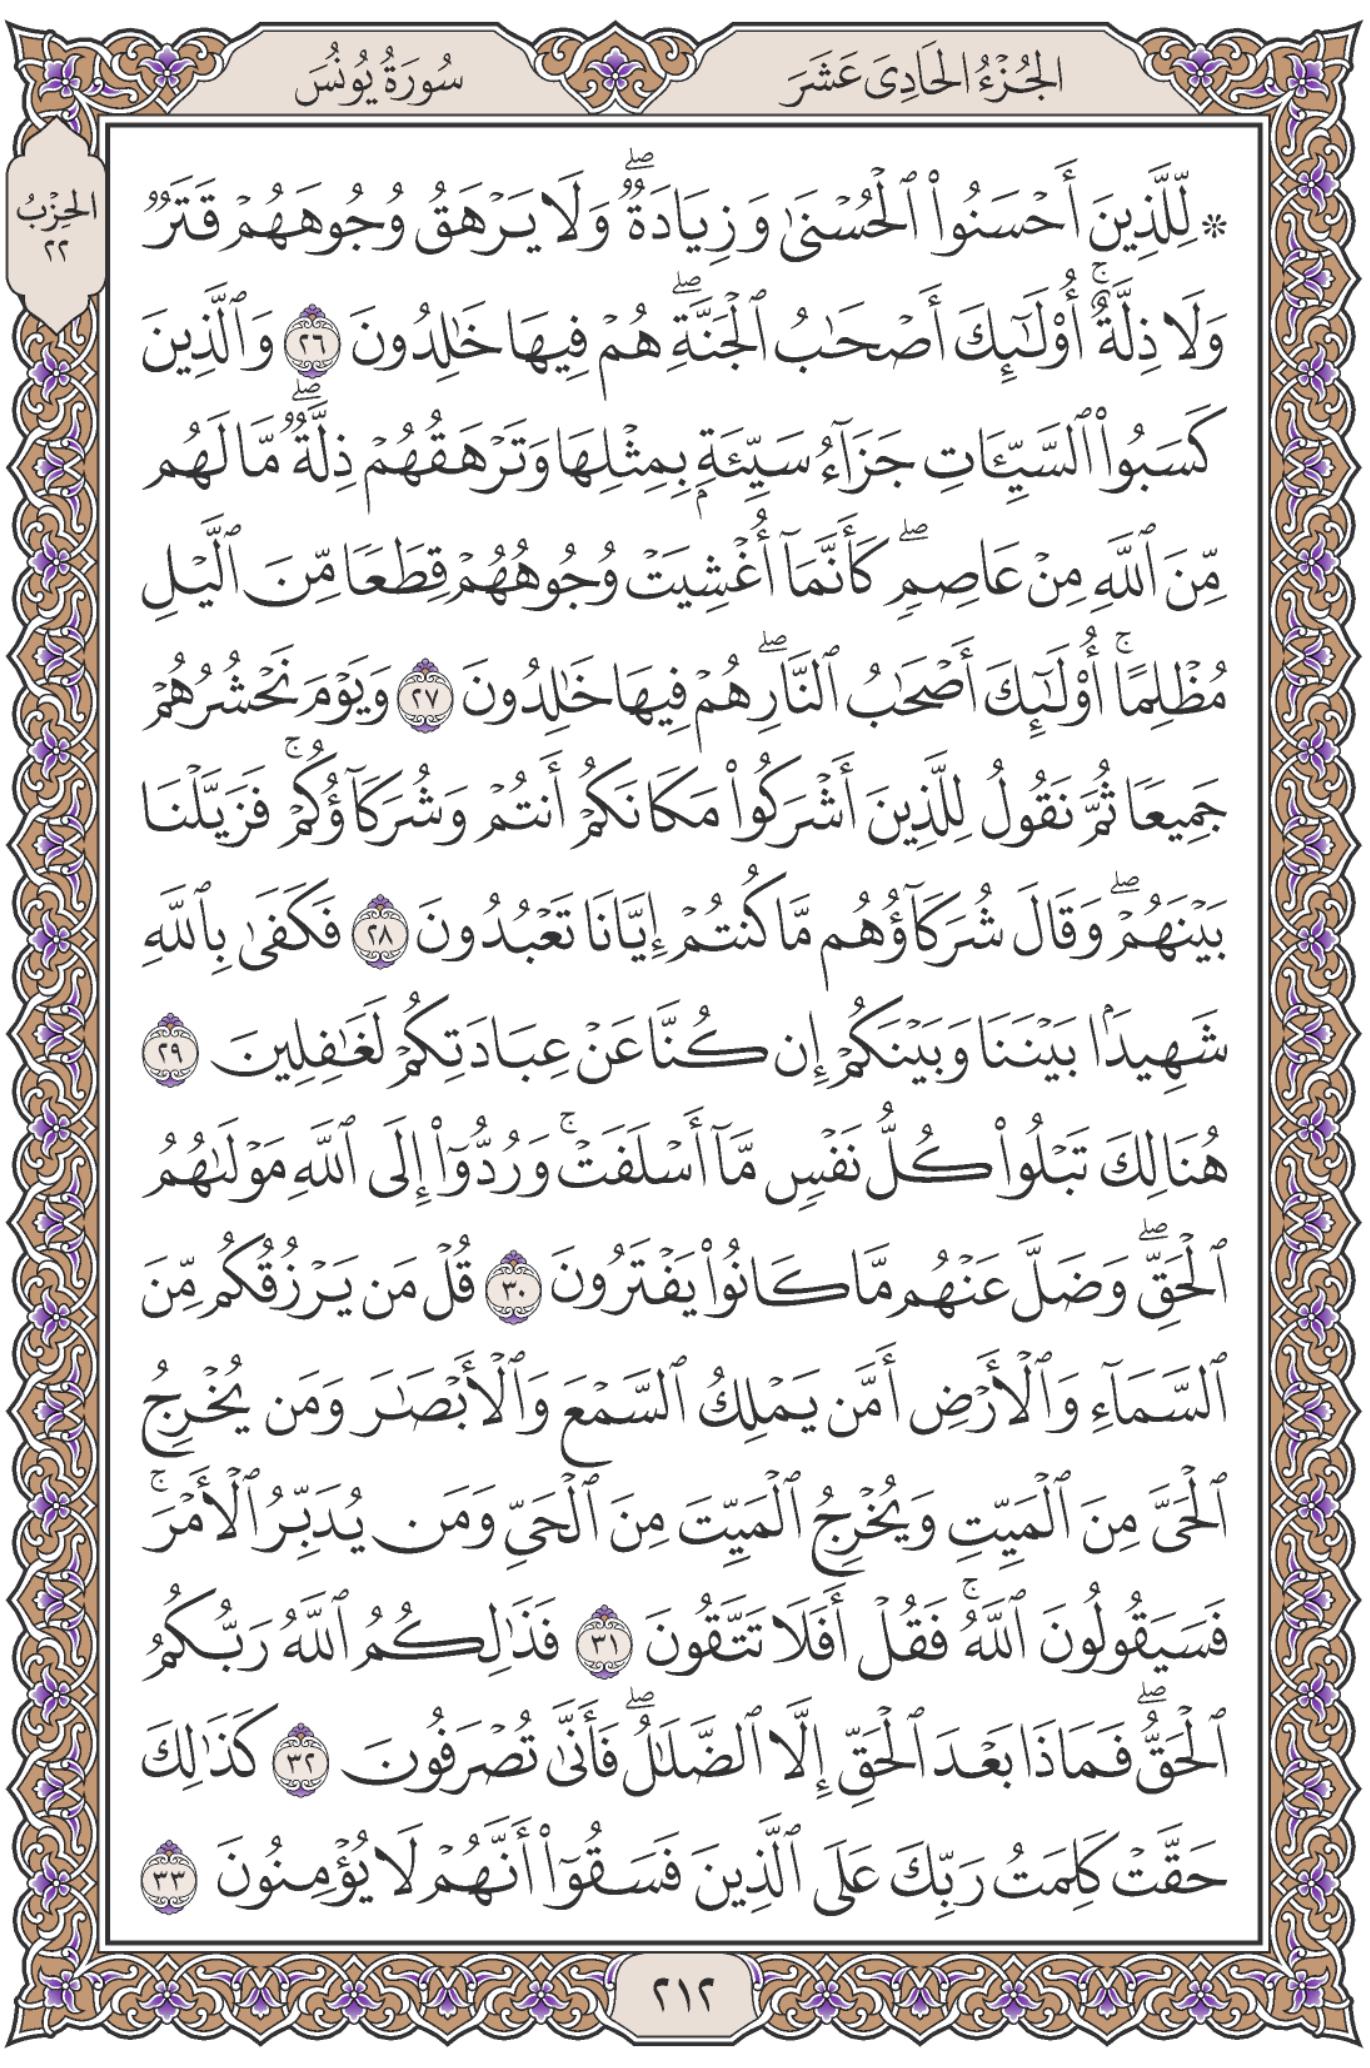 الجُزْءُ الحَادِى عَشَرَ
سُورَةُ يُونُسَ
الحِزْبُ
٢٢
۞ لِّلَّذِينَ أَحْسَنُوا۟ ٱلْحُسْنَىٰ وَزِيَادَةٌ ۖ وَلَا يَرْهَقُ وُجُوهَهُمْ قَتَرٌ
وَلَا ذِلَّةٌ ۚ أُو۟لَـٰٓئِكَ أَصْحَـٰبُ ٱلْجَنَّةِ ۖ هُمْ فِيهَا خَـٰلِدُونَ ٢٦ وَٱلَّذِينَ
كَسَبُوا۟ ٱلسَّيِّـَٔاتِ جَزَآءُ سَيِّئَةٍۭ بِمِثْلِهَا وَتَرْهَقُهُمْ ذِلَّةٌ ۖ مَّا لَهُم
مِّنَ ٱللَّهِ مِنْ عَاصِمٍ ۖ كَأَنَّمَآ أُغْشِيَتْ وُجُوهُهُمْ قِطَعًا مِّنَ ٱلَّيْلِ
مُظْلِمًا ۚ أُو۟لَـٰٓئِكَ أَصْحَـٰبُ ٱلنَّارِ ۖ هُمْ فِيهَا خَـٰلِدُونَ ٢٧ وَيَوْمَ نَحْشُرُهُمْ
جَمِيعًا ثُمَّ نَقُولُ لِلَّذِينَ أَشْرَكُوا۟ مَكَانَكُمْ أَنتُمْ وَشُرَكَآؤُكُمْ ۚ فَزَيَّلْنَا
بَيْنَهُمْ ۖ وَقَالَ شُرَكَآؤُهُم مَّا كُنتُمْ إِيَّانَا تَعْبُدُونَ ٢٨ فَكَفَىٰ بِٱللَّهِ
شَهِيدًۢا بَيْنَنَا وَبَيْنَكُمْ إِن كُنَّا عَنْ عِبَادَتِكُمْ لَغَـٰفِلِينَ ٢٩
هُنَالِكَ تَبْلُوا۟ كُلُّ نَفْسٍ مَّآ أَسْلَفَتْ ۚ وَرُدُّوٓا۟ إِلَى ٱللَّهِ مَوْلَىٰهُمُ
ٱلْحَقِّ ۖ وَضَلَّ عَنْهُم مَّا كَانُوا۟ يَفْتَرُونَ ٣٠ قُلْ مَن يَرْزُقُكُم مِّنَ
ٱلسَّمَآءِ وَٱلْأَرْضِ أَمَّن يَمْلِكُ ٱلسَّمْعَ وَٱلْأَبْصَـٰرَ وَمَن يُخْرِجُ
ٱلْحَىَّ مِنَ ٱلْمَيِّتِ وَيُخْرِجُ ٱلْمَيِّتَ مِنَ ٱلْحَىِّ وَمَن يُدَبِّرُ ٱلْأَمْرَ ۚ
فَسَيَقُولُونَ ٱللَّهُ ۚ فَقُلْ أَفَلَا تَتَّقُونَ ٣١ فَذَٰلِكُمُ ٱللَّهُ رَبُّكُمُ
ٱلْحَقُّ ۖ فَمَاذَا بَعْدَ ٱلْحَقِّ إِلَّا ٱلضَّلَـٰلُ ۖ فَأَنَّىٰ تُصْرَفُونَ ٣٢ كَذَٰلِكَ
حَقَّتْ كَلِمَتُ رَبِّكَ عَلَى ٱلَّذِينَ فَسَقُوٓا۟ أَنَّهُمْ لَا يُؤْمِنُونَ ٣٣
٢١٢